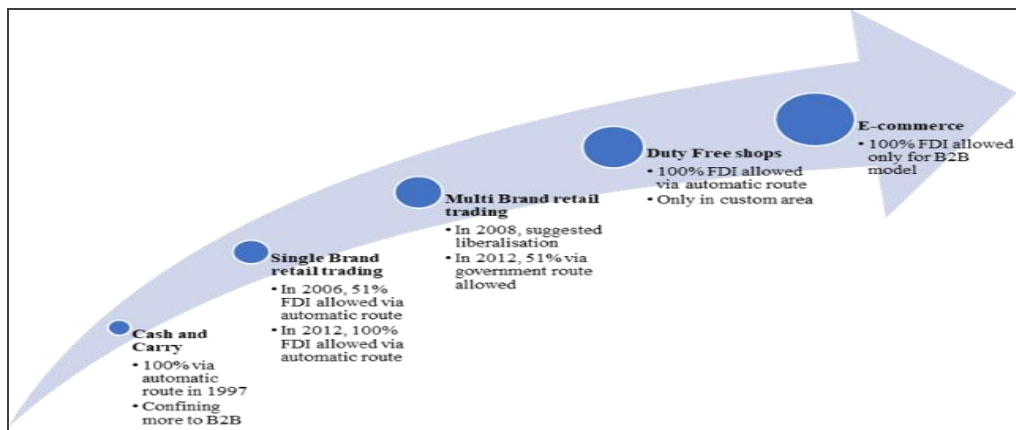 Cash and
Carry
• 100% via
automatic
route in 1997
• Confining
more to B2B
Single Brand
retail trading
• In 2006, 51%
FDI allowed via
automatic route
• In 2012, 100%
FDI allowed via
automatic route
Multi Brand retail
trading
• In 2008, suggested
liberalisation
• In 2012, 51% via
government route
allowed
Duty Free shops
• 100% FDI allowed
via automatic route
• Only in custom area
E-commerce
• 100% FDI allowed
only for B2B
model